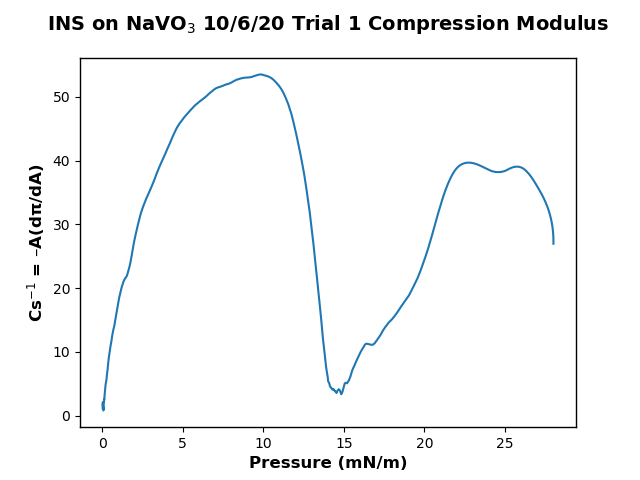 INS on NaVO₃ 10/6/20 Trial 1 Compression Modulus
Cs⁻¹ = –A(dπ/dA)
50
40
30
20
10
0
0 5 10 15 20 25
Pressure (mN/m)